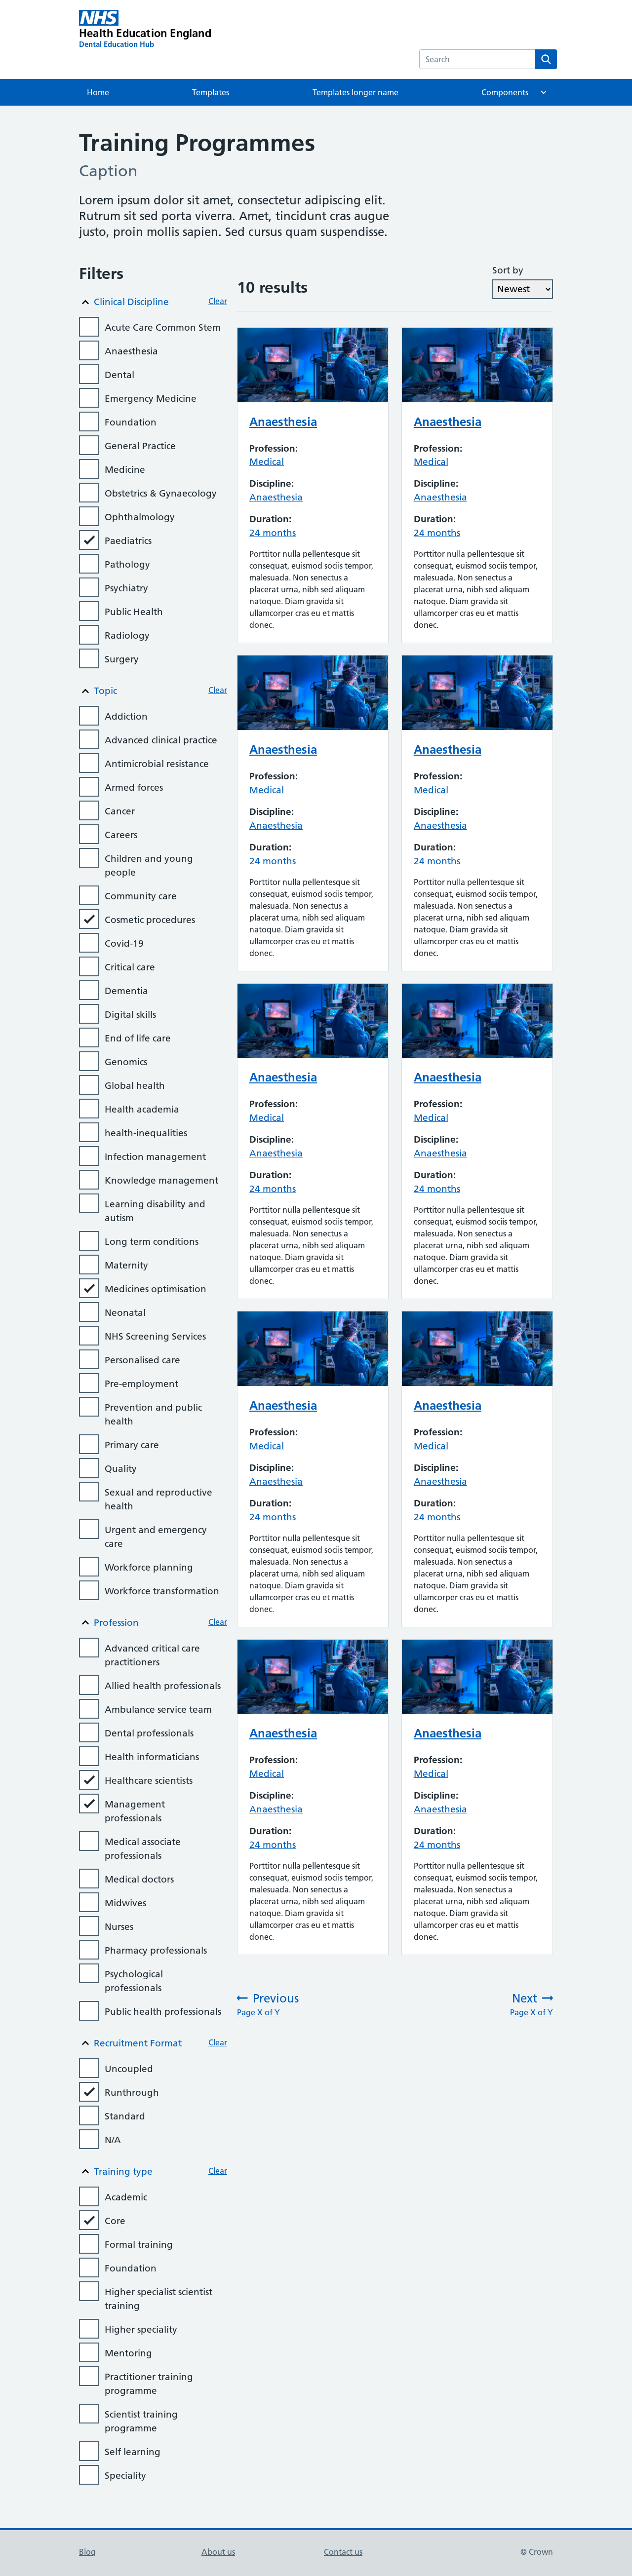 NHS
Health Education England
Dental Education Hub
Search
Home
Templates
Templates longer name
Components
Training Programmes
Caption
Lorem ipsum dolor sit amet, consectetur adipiscing elit.
Rutrum sit sed porta viverra. Amet, tincidunt cras augue
justo, proin mollis sapien. Sed cursus quam suspendisse.
Filters
Clinical Discipline
Clear
Acute Care Common Stem
Anaesthesia
Dental
Emergency Medicine
Foundation
General Practice
Medicine
Obstetrics & Gynaecology
Ophthalmology
Paediatrics
Pathology
Psychiatry
Public Health
Radiology
Surgery
Topic
Clear
Addiction
Advanced clinical practice
Antimicrobial resistance
Armed forces
Cancer
Careers
Children and young
people
Community care
Cosmetic procedures
Covid-19
Critical care
Dementia
Digital skills
End of life care
Genomics
Global health
Health academia
health-inequalities
Infection management
Knowledge management
Learning disability and
autism
Long term conditions
Maternity
Medicines optimisation
Neonatal
NHS Screening Services
Personalised care
Pre-employment
Prevention and public
health
Primary care
Quality
Sexual and reproductive
health
Urgent and emergency
care
Workforce planning
Workforce transformation
Profession
Clear
Advanced critical care
practitioners
Allied health professionals
Ambulance service team
Dental professionals
Health informaticians
Healthcare scientists
Management
professionals
Medical associate
professionals
Medical doctors
Midwives
Nurses
Pharmacy professionals
Psychological
professionals
Public health professionals
Recruitment Format
Clear
Uncoupled
Runthrough
Standard
N/A
Training type
Clear
Academic
Core
Formal training
Foundation
Higher specialist scientist
training
Higher speciality
Mentoring
Practitioner training
programme
Scientist training
programme
Self learning
Speciality
10 results
Sort by
Newest
Anaesthesia
Profession:
Medical
Discipline:
Anaesthesia
Duration:
24 months
Porttitor nulla pellentesque sit
consequat, euismod sociis tempor,
malesuada. Non senectus a
placerat urna, nibh sed aliquam
natoque. Diam gravida sit
ullamcorper cras eu et mattis
donec.
Anaesthesia
Profession:
Medical
Discipline:
Anaesthesia
Duration:
24 months
Porttitor nulla pellentesque sit
consequat, euismod sociis tempor,
malesuada. Non senectus a
placerat urna, nibh sed aliquam
natoque. Diam gravida sit
ullamcorper cras eu et mattis
donec.
Anaesthesia
Profession:
Medical
Discipline:
Anaesthesia
Duration:
24 months
Porttitor nulla pellentesque sit
consequat, euismod sociis tempor,
malesuada. Non senectus a
placerat urna, nibh sed aliquam
natoque. Diam gravida sit
ullamcorper cras eu et mattis
donec.
Anaesthesia
Profession:
Medical
Discipline:
Anaesthesia
Duration:
24 months
Porttitor nulla pellentesque sit
consequat, euismod sociis tempor,
malesuada. Non senectus a
placerat urna, nibh sed aliquam
natoque. Diam gravida sit
ullamcorper cras eu et mattis
donec.
Anaesthesia
Profession:
Medical
Discipline:
Anaesthesia
Duration:
24 months
Porttitor nulla pellentesque sit
consequat, euismod sociis tempor,
malesuada. Non senectus a
placerat urna, nibh sed aliquam
natoque. Diam gravida sit
ullamcorper cras eu et mattis
donec.
Anaesthesia
Profession:
Medical
Discipline:
Anaesthesia
Duration:
24 months
Porttitor nulla pellentesque sit
consequat, euismod sociis tempor,
malesuada. Non senectus a
placerat urna, nibh sed aliquam
natoque. Diam gravida sit
ullamcorper cras eu et mattis
donec.
Anaesthesia
Profession:
Medical
Discipline:
Anaesthesia
Duration:
24 months
Porttitor nulla pellentesque sit
consequat, euismod sociis tempor,
malesuada. Non senectus a
placerat urna, nibh sed aliquam
natoque. Diam gravida sit
ullamcorper cras eu et mattis
donec.
Anaesthesia
Profession:
Medical
Discipline:
Anaesthesia
Duration:
24 months
Porttitor nulla pellentesque sit
consequat, euismod sociis tempor,
malesuada. Non senectus a
placerat urna, nibh sed aliquam
natoque. Diam gravida sit
ullamcorper cras eu et mattis
donec.
Anaesthesia
Profession:
Medical
Discipline:
Anaesthesia
Duration:
24 months
Porttitor nulla pellentesque sit
consequat, euismod sociis tempor,
malesuada. Non senectus a
placerat urna, nibh sed aliquam
natoque. Diam gravida sit
ullamcorper cras eu et mattis
donec.
Anaesthesia
Profession:
Medical
Discipline:
Anaesthesia
Duration:
24 months
Porttitor nulla pellentesque sit
consequat, euismod sociis tempor,
malesuada. Non senectus a
placerat urna, nibh sed aliquam
natoque. Diam gravida sit
ullamcorper cras eu et mattis
donec.
Previous
Page X of Y
Next
Page X of Y
Blog
About us
Contact us
© Crown